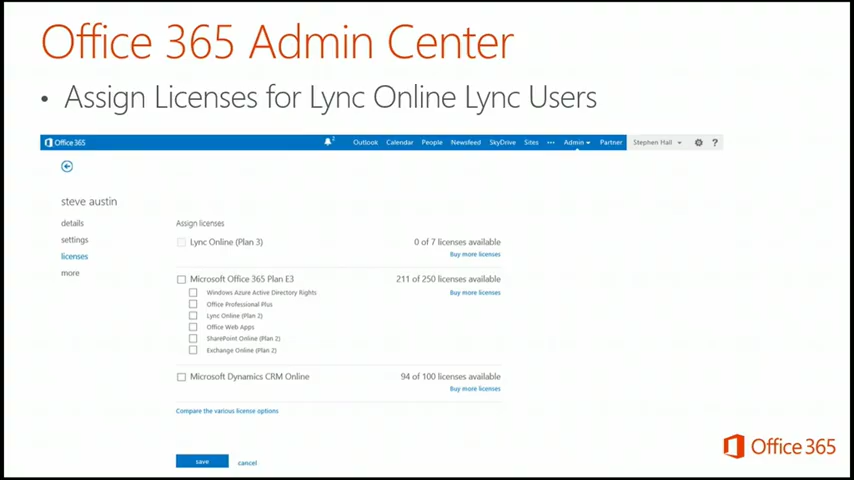 Office 365 Admin Center
• Assign Licenses for Lync Online Lync Users
Office 365 2 Outlook Calendar People Newsfeed SkyDrive Sites ••• Admin Partner Stephen Hall ?
steve austin
details
settings
licenses
more
Assign licenses
Lync Online (Plan 3) 0 of 7 licenses available
Buy more licenses
Microsoft Office 365 Plan E3 211 of 250 licenses available
Windows Azure Active Directory Rights Buy more licenses
Office Professional Plus
Lync Online (Plan 2)
Office Web Apps
SharePoint Online (Plan 2)
Exchange Online (Plan 2)
Microsoft Dynamics CRM Online 94 of 100 licenses available
Buy more licenses
Compare the various license options
save cancel
Office 365